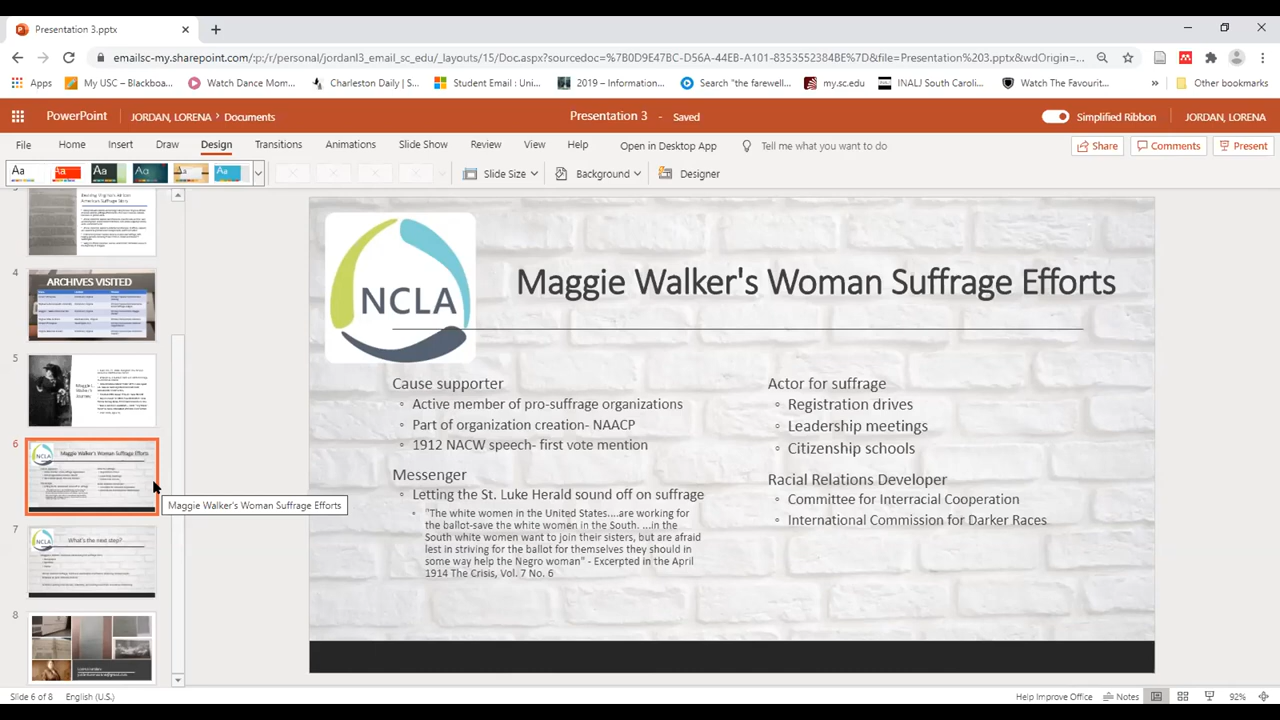 Presentation 3.pptx
emailsc-my.sharepoint.com/:p:/r/personal/jordanl3_email_sc_edu/_layouts/15/Doc.aspx?sourcedoc=%7B0D9E47BC-D56A-44EB-A101-8353552384BE%7D&file=Presentation%203.pptx&wdOrigin=...
Apps My USC – Blackboa... Watch Dance Mom... Charleston Daily | S... Student Email : Uni... 2019 – Information... Search "the farewell... my.sc.edu INALJ South Carol... Watch The Favourit... » Other bookmarks
PowerPoint JORDAN, LORENA > Documents Presentation 3 - Saved Simplified Ribbon JORDAN, LORENA
File Home Insert Draw Design Transitions Animations Slide Show Review View Help Open in Desktop App Tell me what you want to do Share Comments Present
Aa Aa Aa Aa Aa Aa Slide Size Background Designer
4
ARCHIVES VISITED
5
Maggie L.
Walker's
6
Maggie Walker's Woman Suffrage Efforts
7
What's the next step?
8
Maggie Walker's Woman Suffrage Efforts
NCLA
Maggie Walker's Woman Suffrage Efforts
Cause supporter
Active member of pro-suffrage organizations
◦ Part of organization creation- NAACP
◦ 1912 NACW speech- first vote mention
Messenger
◦ Letting the St. Luke Herald sound off on suffrage
◦ "The white women in the United States....are working for
the ballot-save the white women in the South. ...in the
South white women want to join their sisters, but are afraid
lest in striving for the ballot for themselves they should in
some way help the Negro woman" - Excerpted in the April
1914 The Crisis, Vol. 7 No. 6
Actor for suffrage
◦ Registration drives
◦ Leadership meetings
◦ Citizenship schools
Racial Relations Developer
◦ Committee for Interracial Cooperation
◦ International Commission for Darker Races
Slide 6 of 8 English (U.S.) Help Improve Office Notes 92%